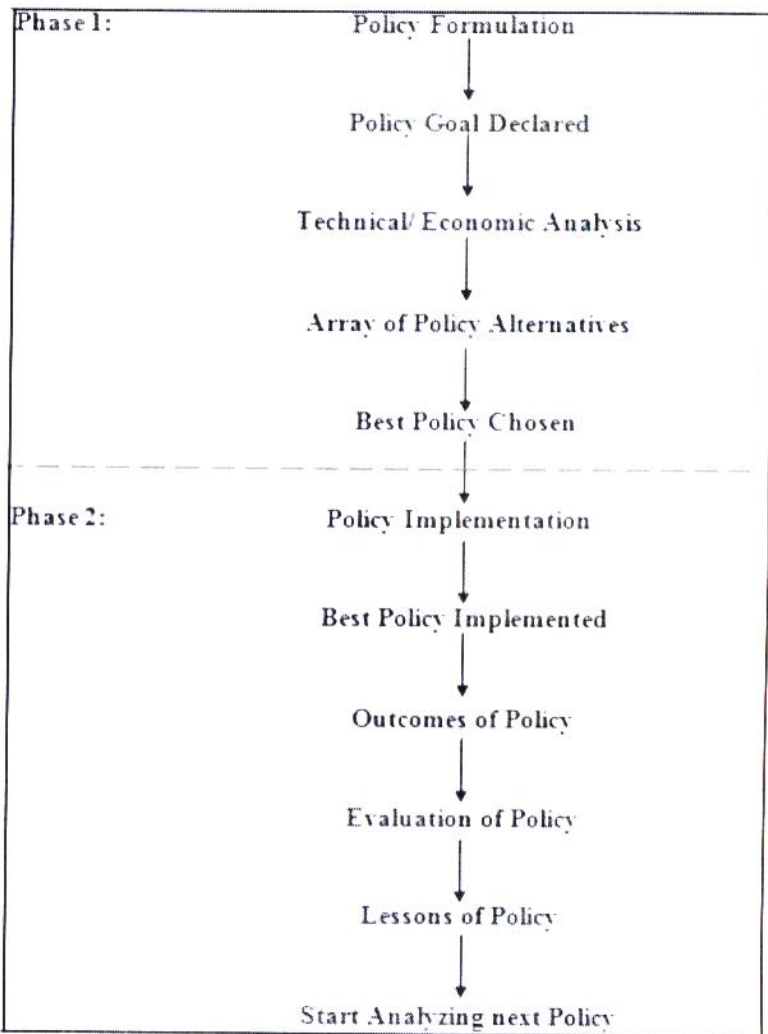 Phase 1: Policy Formulation
Policy Goal Declared
Technical/ Economic Analysis
Array of Policy Alternatives
Best Policy Chosen
Phase 2: Policy Implementation
Best Policy Implemented
Outcomes of Policy
Evaluation of Policy
Lessons of Policy
Start Analyzing next Policy